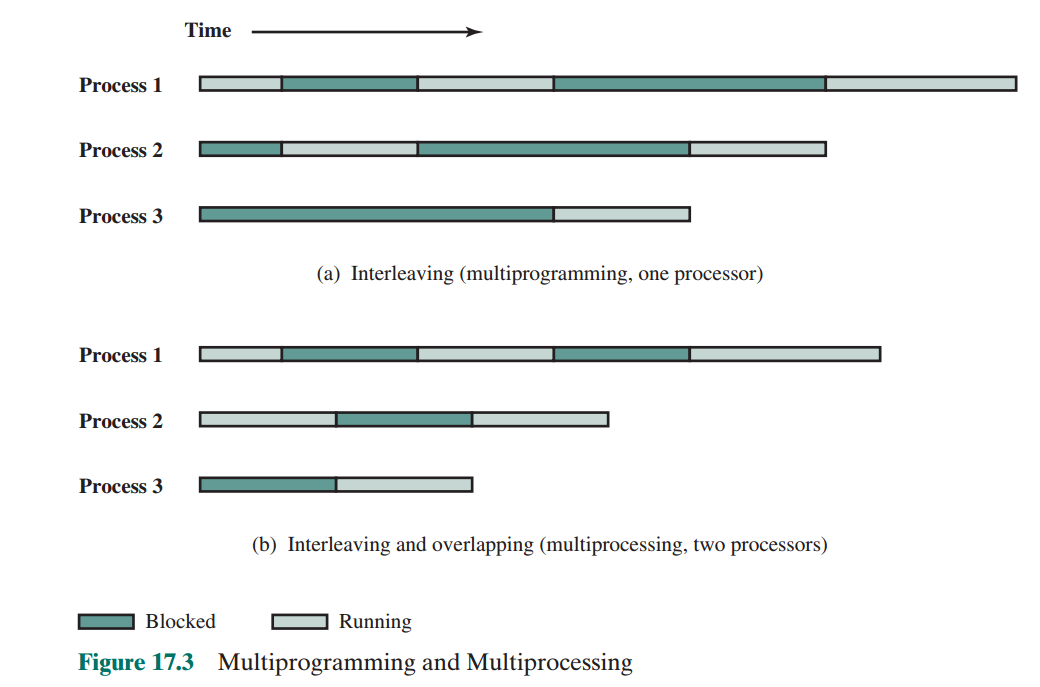 Time
Process 1
Process 2
Process 3
(a) Interleaving (multiprogramming, one processor)
Process 1
Process 2
Process 3
(b) Interleaving and overlapping (multiprocessing, two processors)
Blocked Running
Figure 17.3 Multiprogramming and Multiprocessing